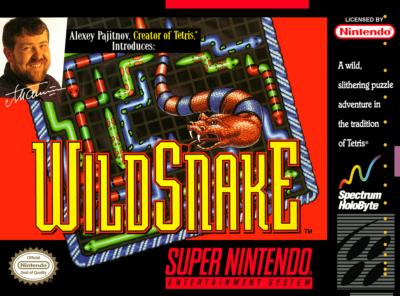 Alexey Pajitnov, Creator of Tetris,®
Introduces:
LICENSED BY
Nintendo®
A wild,
slithering puzzle
adventure in
the tradition
of Tetris®
WILDSNAKE™
Spectrum
HoloByte®
Official
Nintendo
Seal of Quality
SUPER NINTENDO®
ENTERTAINMENT SYSTEM